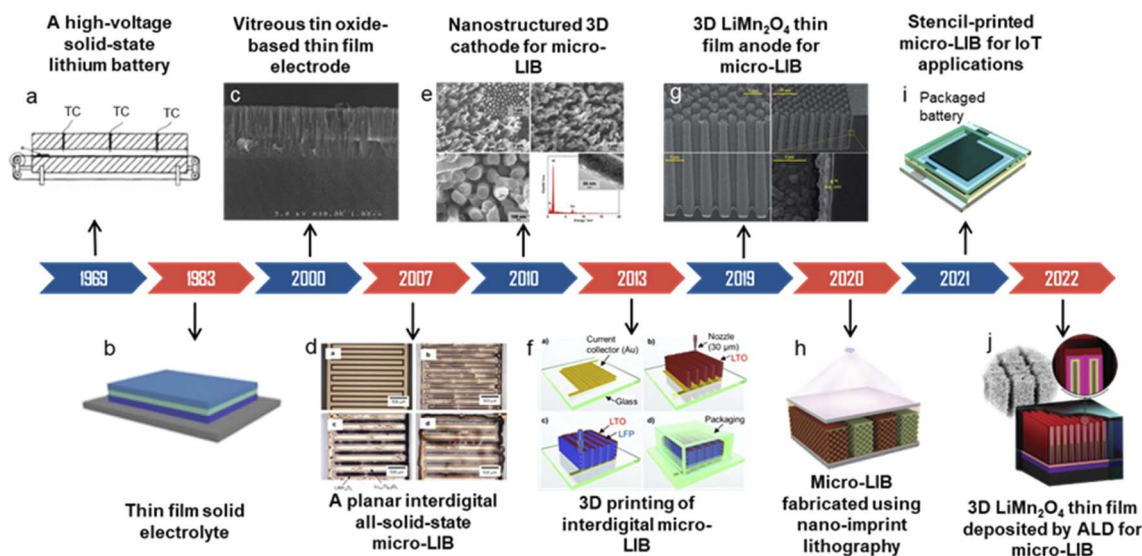 A high-voltage
solid-state
lithium battery
Vitreous tin oxide-
based thin film
electrode
Nanostructured 3D
cathode for micro-
LIB
3D LiMn2O4 thin
film anode for
micro-LIB
Stencil-printed
micro-LIB for IoT
applications
a
TC
TC
TC
c
e
g
i
Packaged
battery
1969
1983
2000
2007
2010
2013
2019
2020
2021
2022
b
Thin film solid
electrolyte
d
a
b
c
d
A planar interdigital
all-solid-state
micro-LIB
f
a)
Current
collector (Au)
Glass
b)
Nozzle
(30 µm)
LTO
c)
LTO
LFP
d)
Packaging
3D printing of
interdigital micro-
LIB
h
Micro-LIB
fabricated using
nano-imprint
lithography
j
3D LiMn2O4 thin film
deposited by ALD for
micro-LIB